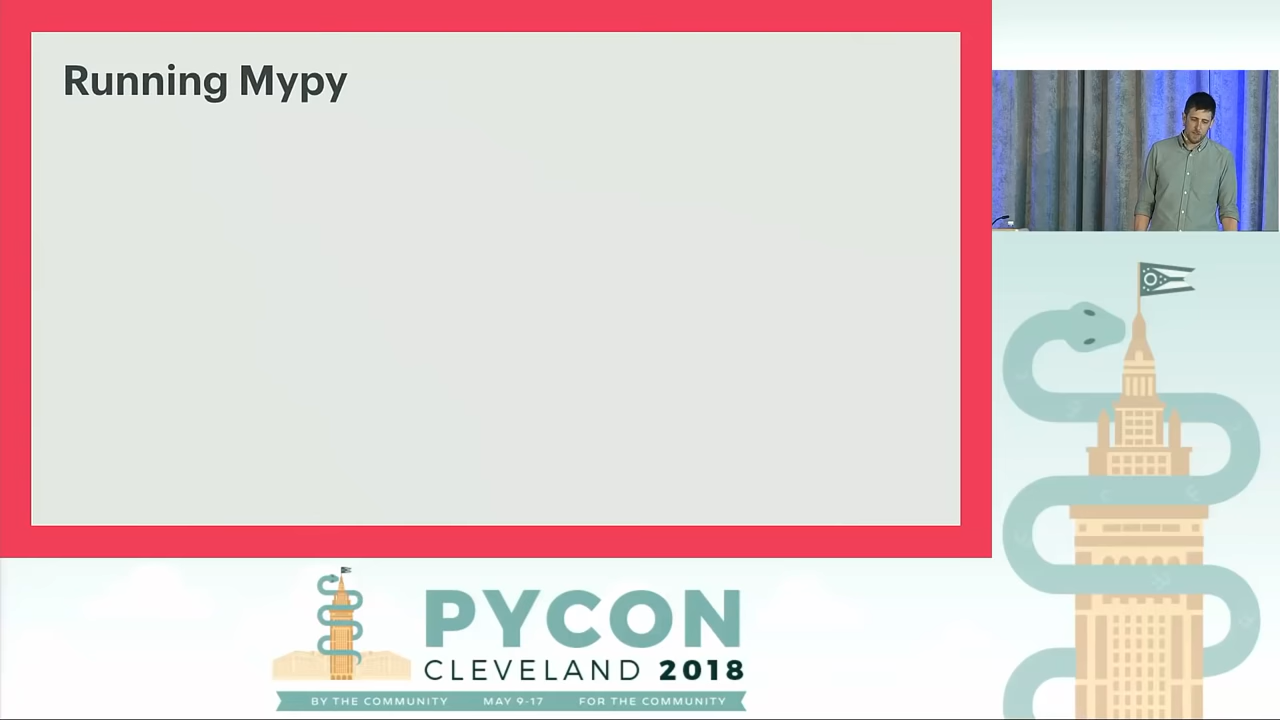 Running Mypy
PYCON
CLEVELAND 2018
BY THE COMMUNITY MAY 9-17 FOR THE COMMUNITY